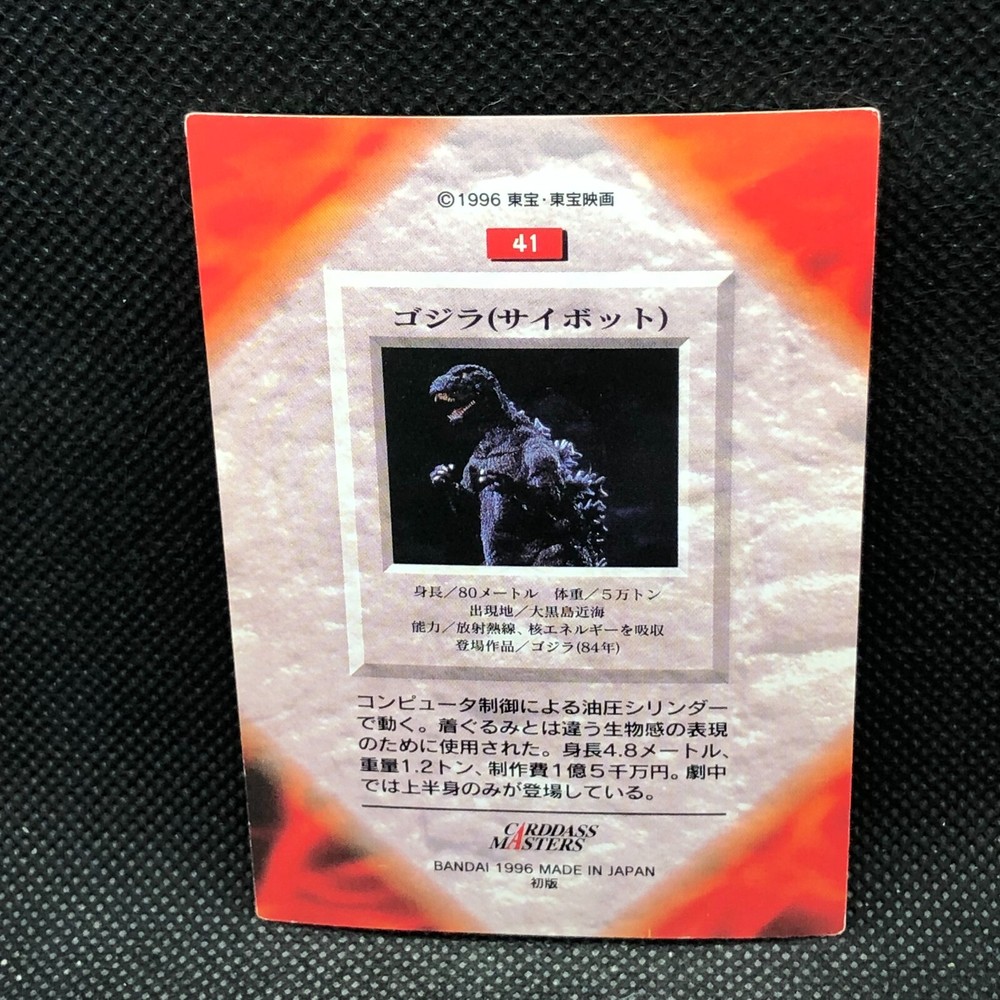 ©1996 東宝・東宝映画
41
ゴジラ(サイボット)
身長／80メートル　体重／５万トン
出現地／大黒島近海
能力／放射熱線、核エネルギーを吸収
登場作品／ゴジラ(84年)
コンピュータ制御による油圧シリンダー
で動く。着ぐるみとは違う生物感の表現
のために使用された。身長4.8メートル、
重量1.2トン、制作費１億５千万円。劇中
では上半身のみが登場している。
CARDDASS
MASTERS
BANDAI 1996 MADE IN JAPAN
初版